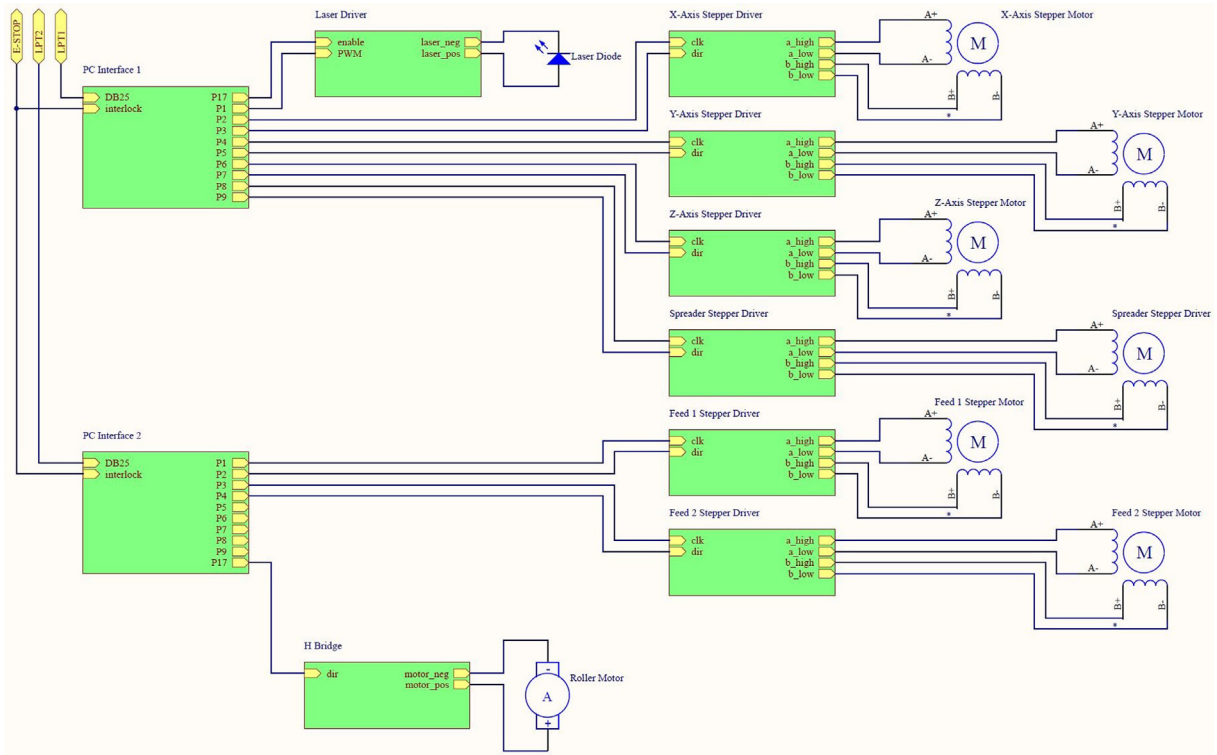 E-STOP
LPT2
LPT1
PC Interface 1
DB25
interlock
P17
P1
P2
P3
P4
P5
P6
P7
P8
P9
Laser Driver
enable
PWM
laser_neg
laser_pos
Laser Diode
X-Axis Stepper Driver
clk
dir
a_high
a_low
b_high
b_low
X-Axis Stepper Motor
A+
A-
M
B+
B-
*
Y-Axis Stepper Driver
clk
dir
a_high
a_low
b_high
b_low
Y-Axis Stepper Motor
A+
A-
M
B+
B-
*
Z-Axis Stepper Driver
clk
dir
a_high
a_low
b_high
b_low
Z-Axis Stepper Motor
A+
A-
M
B+
B-
*
Spreader Stepper Driver
clk
dir
a_high
a_low
b_high
b_low
Spreader Stepper Driver
A+
A-
M
B+
B-
*
PC Interface 2
DB25
interlock
P1
P2
P3
P4
P5
P6
P7
P8
P9
P17
Feed 1 Stepper Driver
clk
dir
a_high
a_low
b_high
b_low
Feed 1 Stepper Motor
A+
A-
M
B+
B-
*
Feed 2 Stepper Driver
clk
dir
a_high
a_low
b_high
b_low
Feed 2 Stepper Motor
A+
A-
M
B+
B-
*
H Bridge
dir
motor_neg
motor_pos
-
A
+
Roller Motor